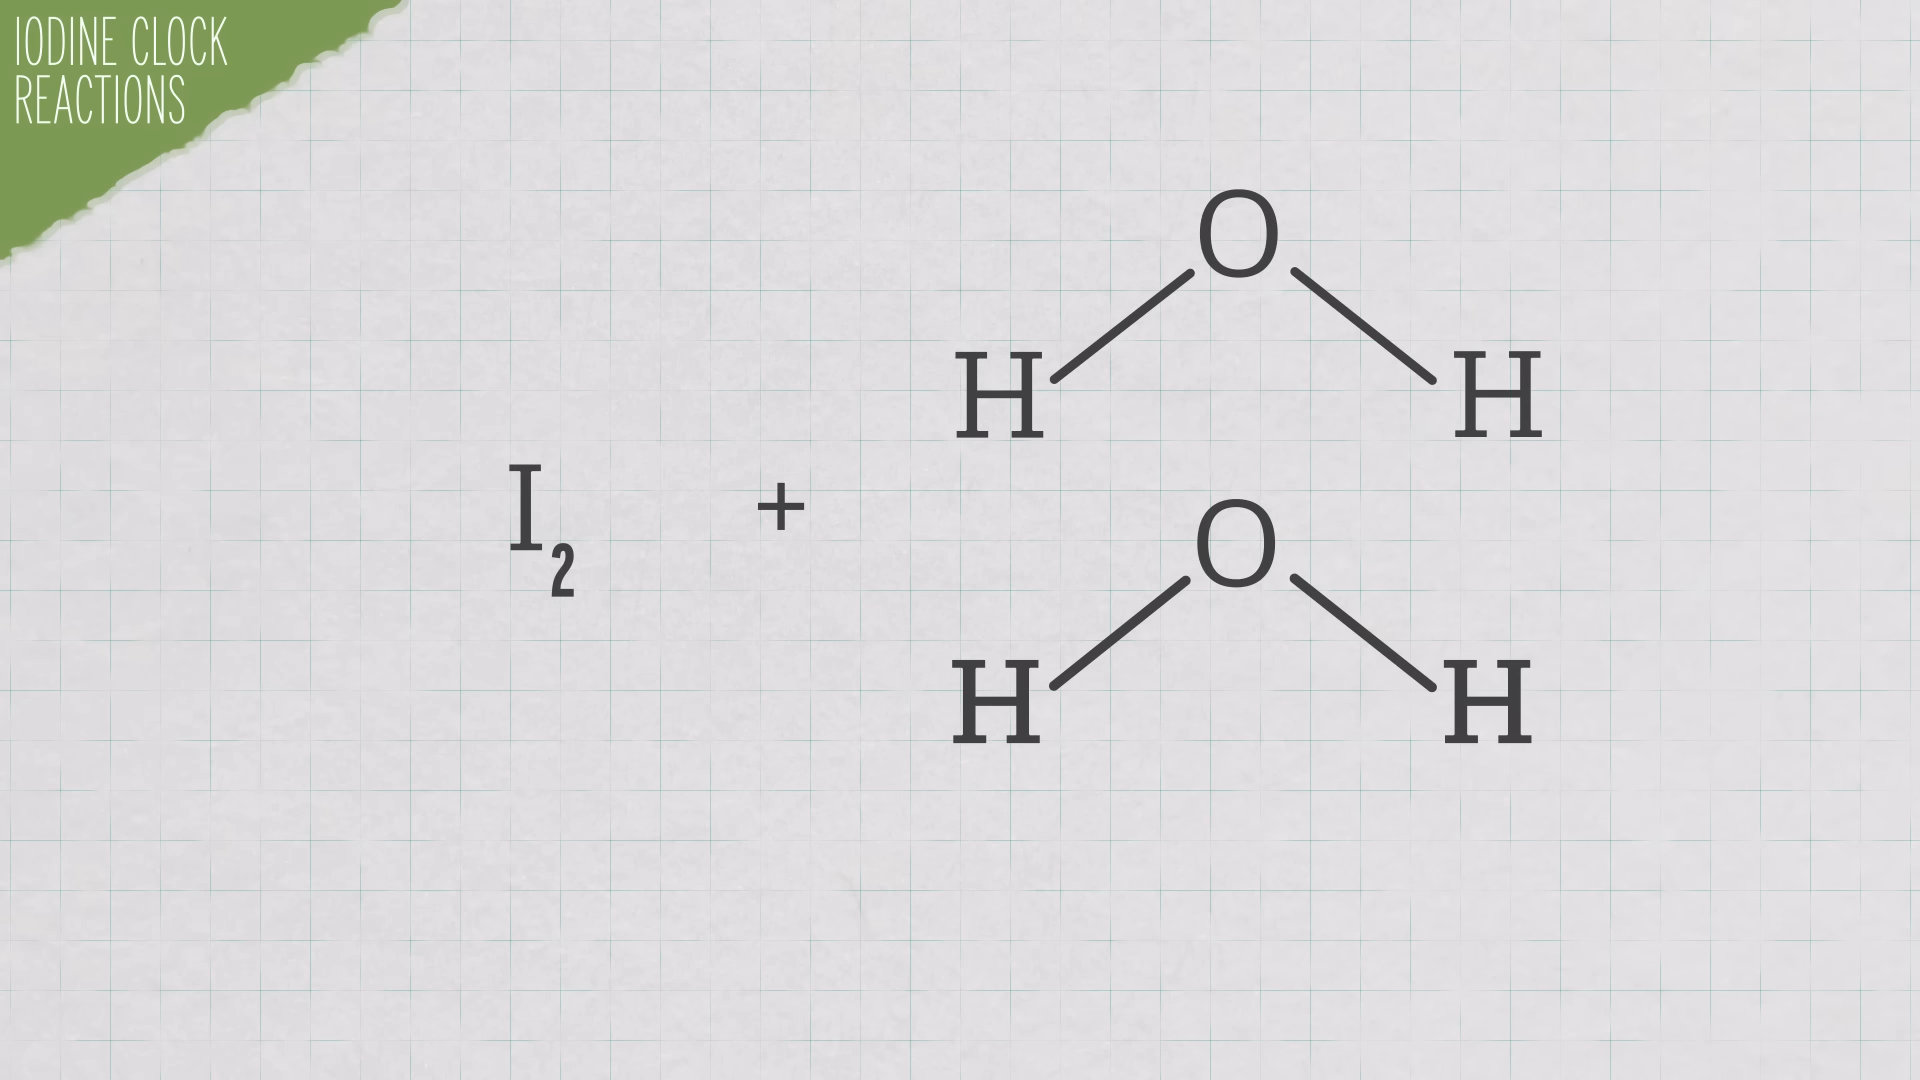 IODINE CLOCK
REACTIONS
O
H H
I2 +
O
H H